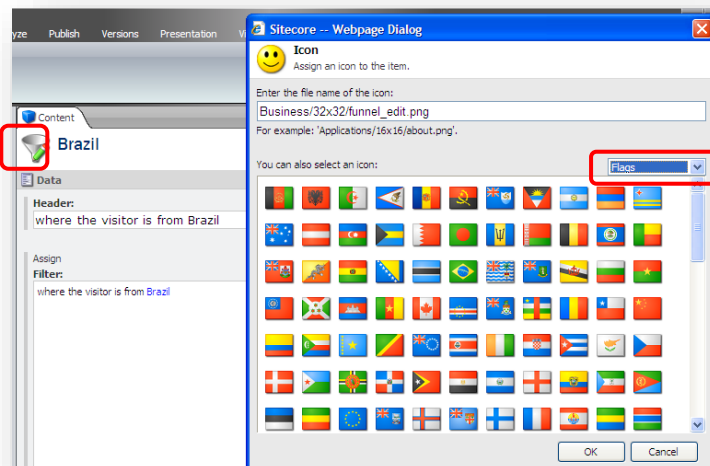 yze Publish Versions Presentation Vi
Content
Brazil
Data
Header:
where the visitor is from Brazil
Assign
Filter:
where the visitor is from Brazil
Sitecore -- Webpage Dialog
Icon
Assign an icon to the item.
Enter the file name of the icon:
Business/32x32/funnel_edit.png
For example: 'Applications/16x16/about.png'.
You can also select an icon:
Flags
OK Cancel